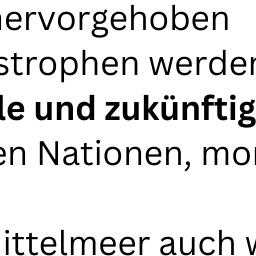 hervorgehoben
strophen werden
le und zukünftig
en Nationen, mo
ittelmeer auch